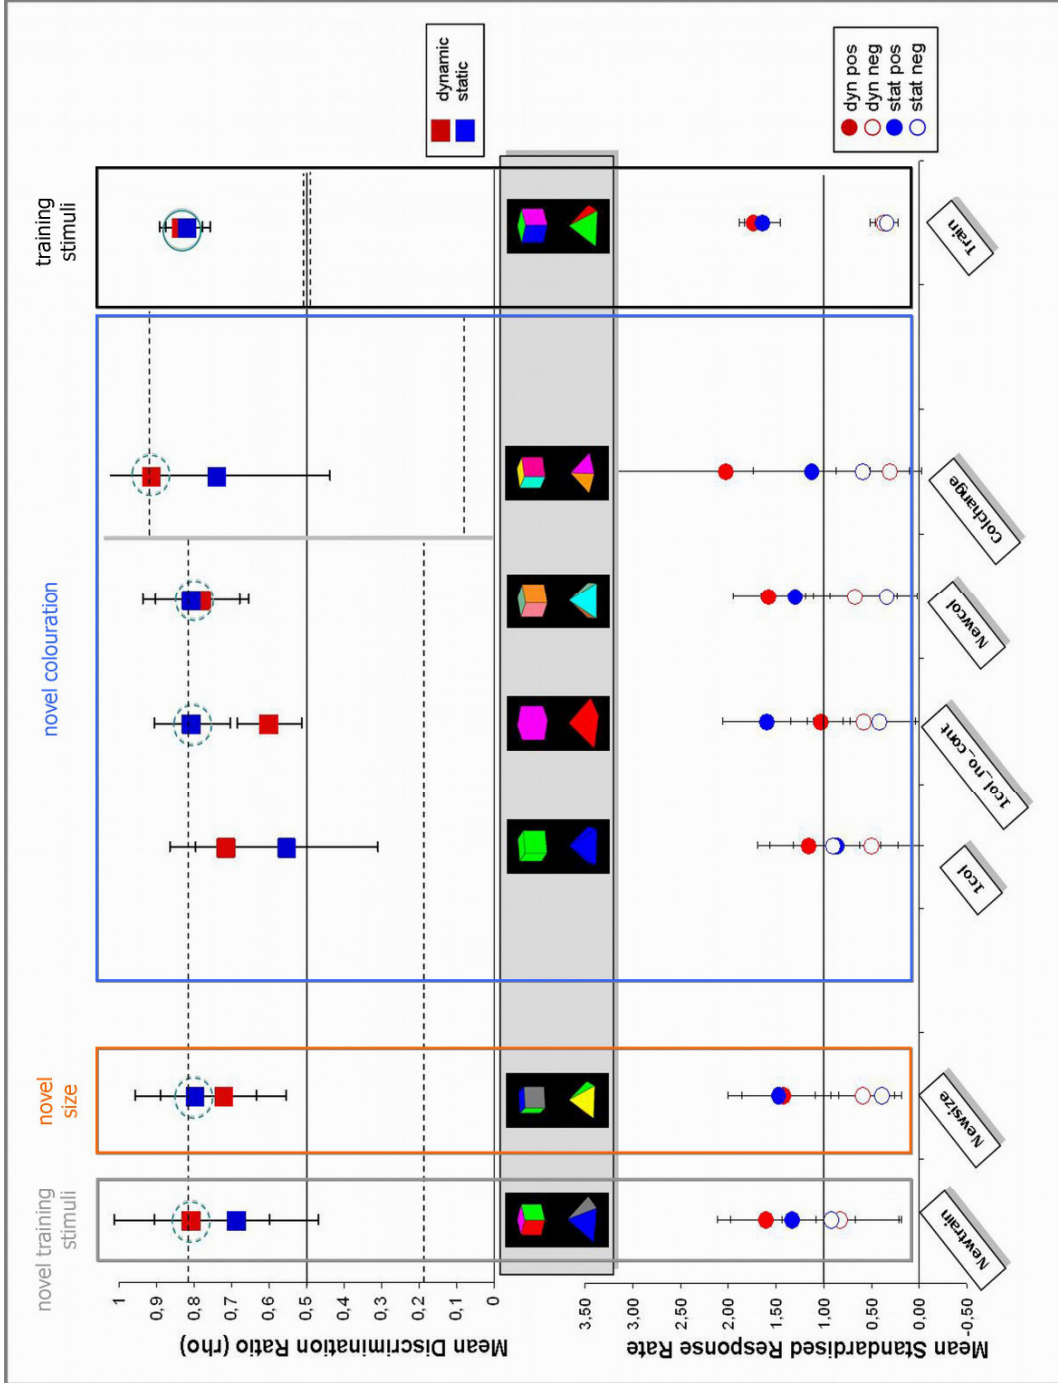 novel training
stimuli
novel
size
novel colouration
training
stimuli
dynamic
static
Mean Discrimination Ratio (rho)
1
0,9
0,8
0,7
0,6
0,5
0,4
0,3
0,2
0,1
0
Mean Standardised Response Rate
3.50
3.00
2.00
1.50
1.00
0.50
0.00
-0.50
dyn pos
dyn neg
stat pos
stat neg
Newtrain
Newsize
1col
1col_no_cont
Newcol
Colchange
Train